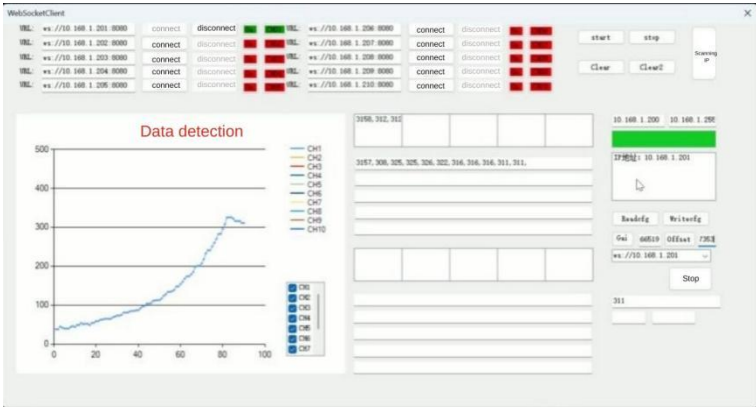 WebSocketClient
URL: ws://10.168.1.201:8080 connect disconnect URL: ws://10.168.1.206:8080 connect disconnect
URL: ws://10.168.1.202:8080 connect disconnect URL: ws://10.168.1.207:8080 connect disconnect
URL: ws://10.168.1.203:8080 connect disconnect URL: ws://10.168.1.208:8080 connect disconnect
URL: ws://10.168.1.204:8080 connect disconnect URL: ws://10.168.1.209:8080 connect disconnect
URL: ws://10.168.1.205:8080 connect disconnect URL: ws://10.168.1.210:8080 connect disconnect
start stop
Scanning
IP
Clear Clear2
Data detection
500
400
300
200
100
0
0 20 40 60 80 100
CH1
CH2
CH3
CH4
CH5
CH6
CH7
CH8
CH9
CH10
CH1
CH2
CH3
CH4
CH5
CH6
CH7
3158, 312, 312
3157, 308, 325, 325, 326, 322, 316, 316, 316, 311, 311,
10.168.1.200 10.168.1.255
IP地址: 10.168.1.201
Readcfg Writecfg
Gai 66519 Offset 7353
ws://10.168.1.201
Stop
311